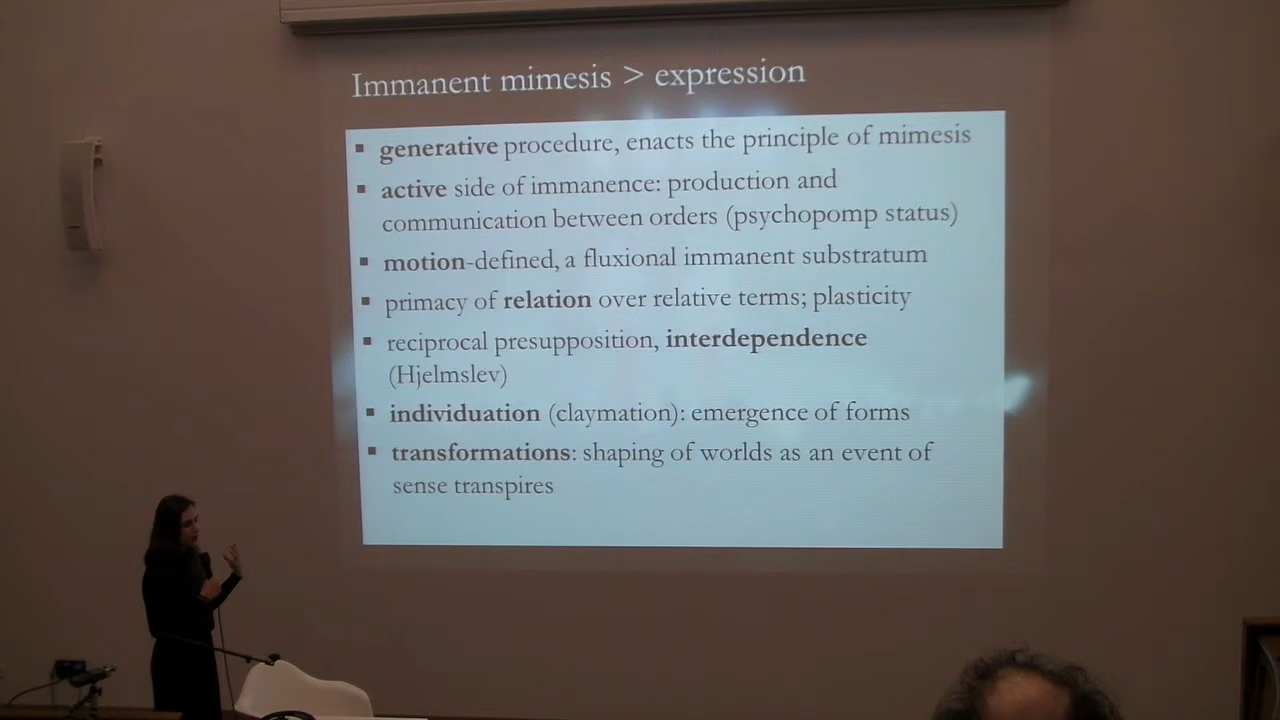 Immanent mimesis > expression
▪ generative procedure, enacts the principle of mimesis
▪ active side of immanence: production and
communication between orders (psychopomp status)
▪ motion-defined, a fluxional immanent substratum
▪ primacy of relation over relative terms; plasticity
▪ reciprocal presupposition, interdependence
(Hjelmslev)
▪ individuation (claymation): emergence of forms
▪ transformations: shaping of worlds as an event of
sense transpires